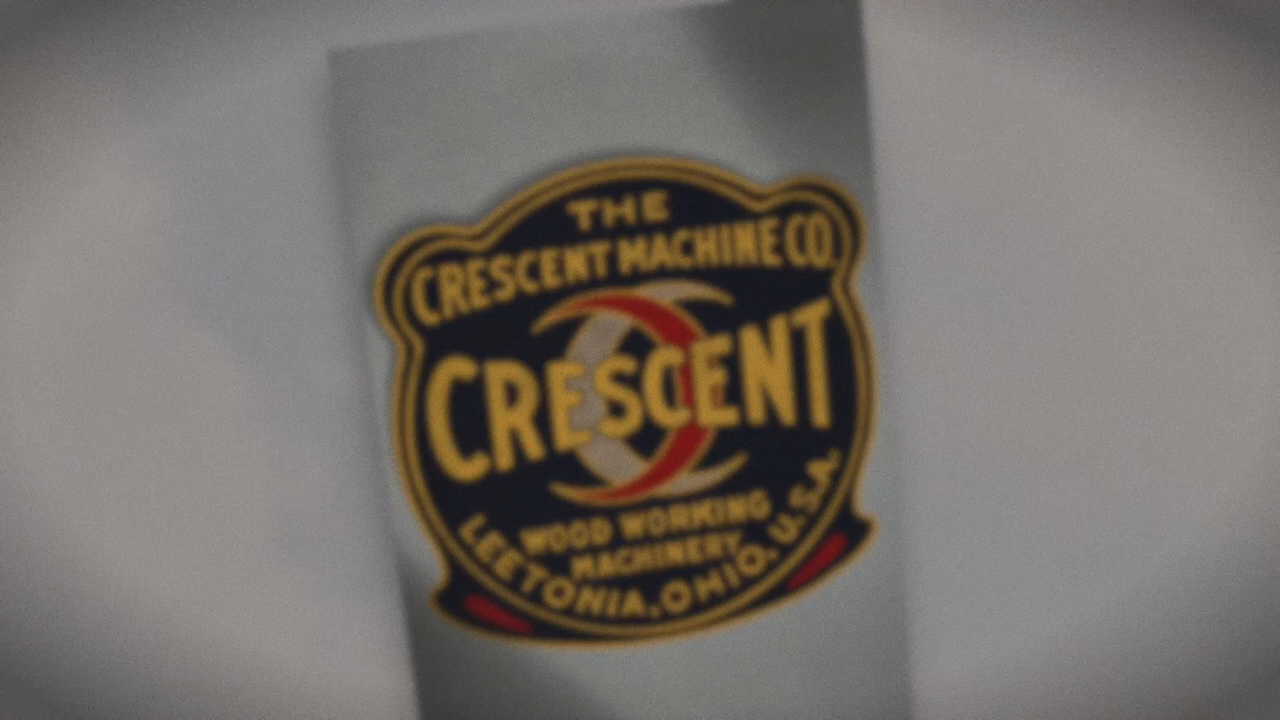 THE
CRESCENT MACHINE CO.
CRESCENT
WOOD WORKING
MACHINERY
LEETONIA, OHIO. U.S.A.